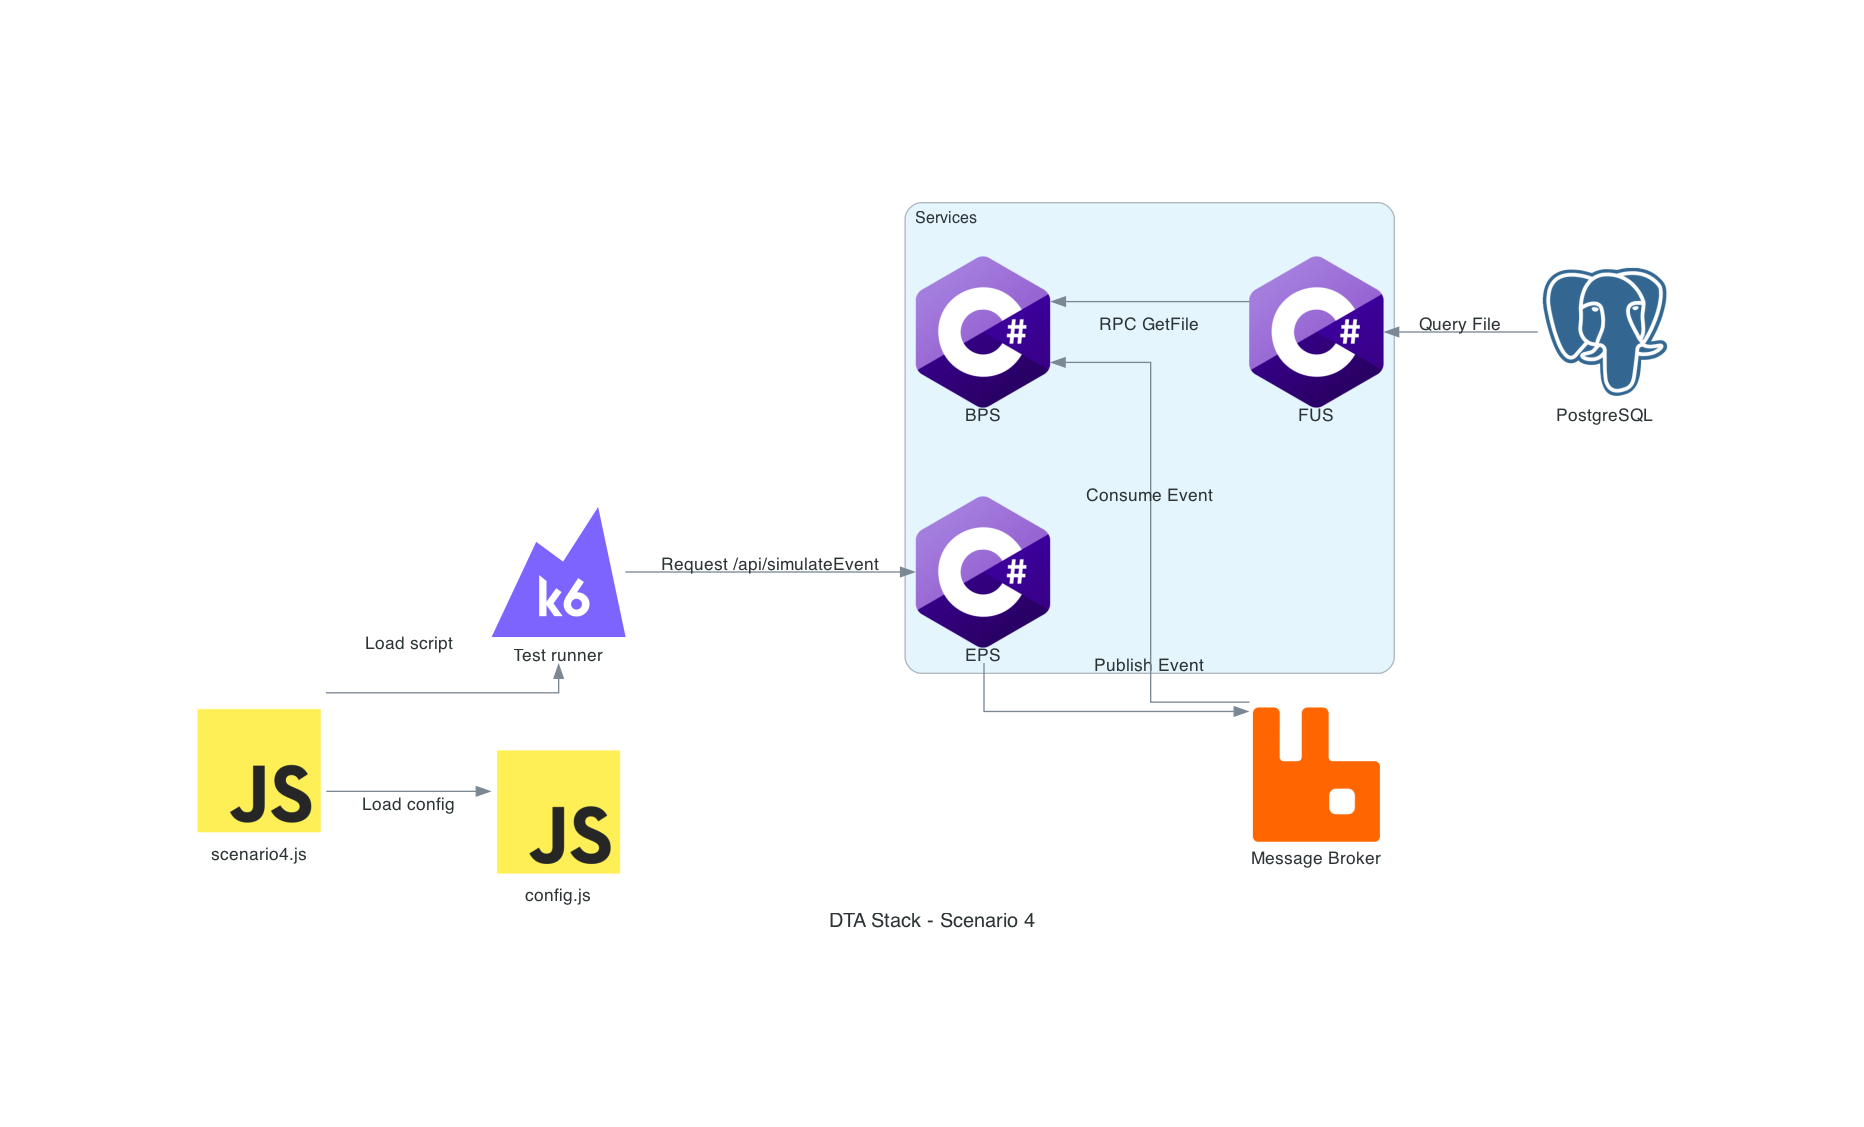 Services
C#
C#
RPC GetFile
Query File
BPS
FUS
PostgreSQL
Consume Event
k6
C#
Request /api/simulateEvent
Load script
Test runner
EPS
Publish Event
JS
Load config
JS
scenario4.js
config.js
Message Broker
DTA Stack - Scenario 4